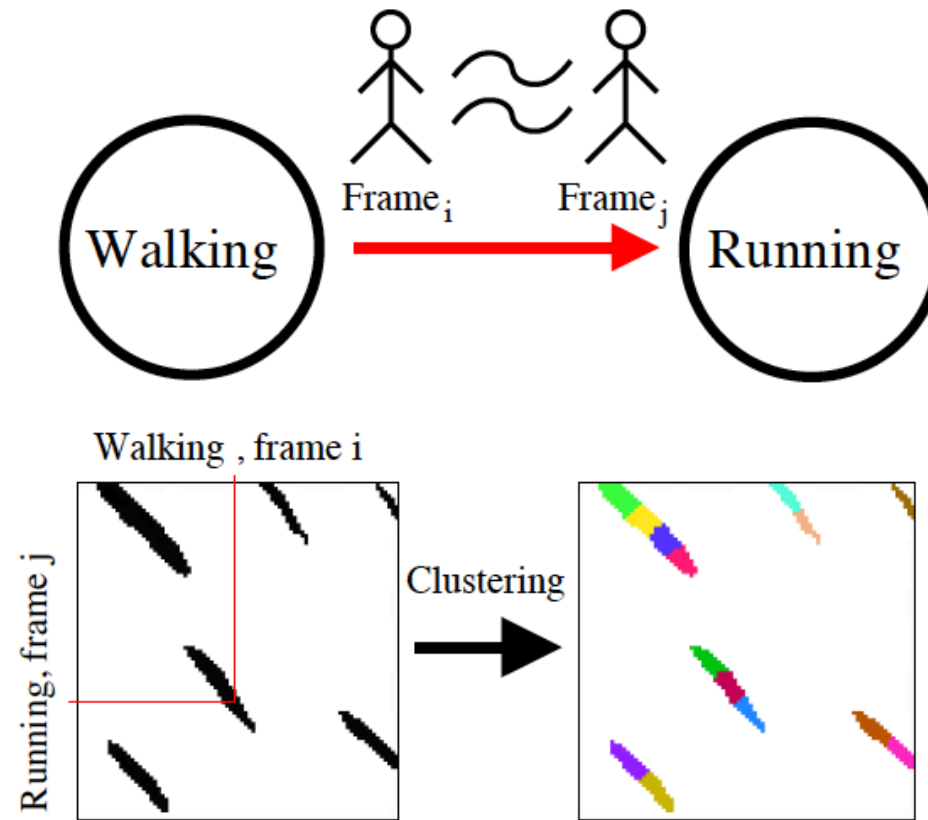 Frame i
Frame j
Walking
Running
Walking , frame i
Running, frame j
Clustering